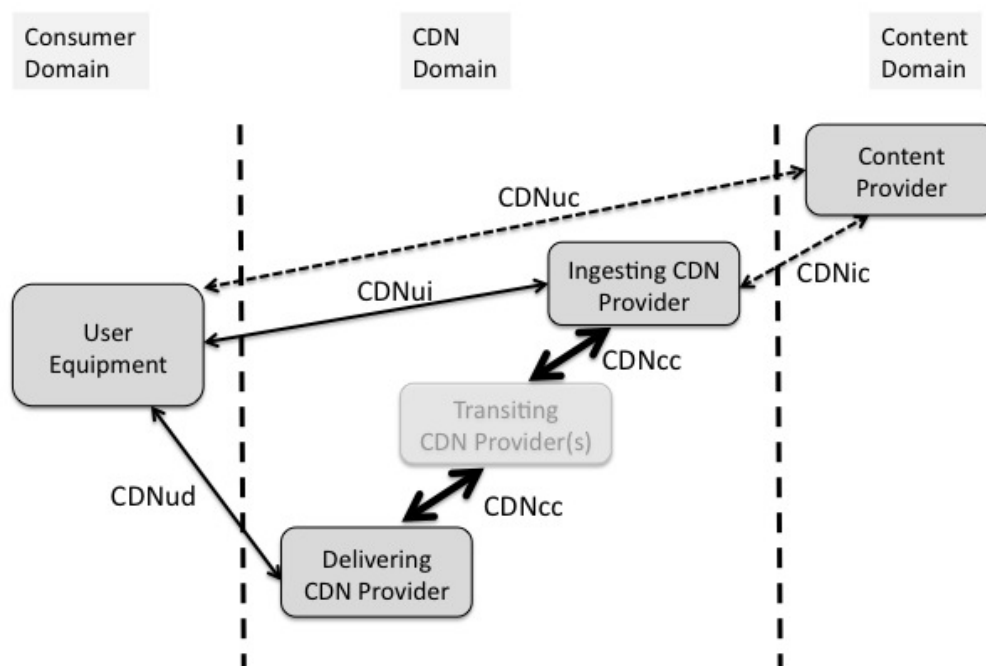 Consumer
Domain
CDN
Domain
Content
Domain
Content
Provider
CDNuc
Ingesting CDN
Provider
CDNic
CDNui
User
Equipment
CDNcc
Transiting
CDN Provider(s)
CDNud
CDNcc
Delivering
CDN Provider